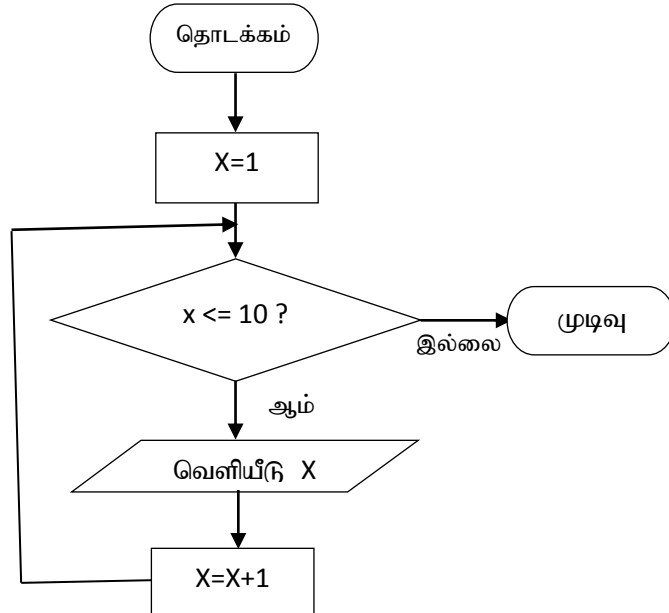 தொடக்கம்
X=1
x <= 10 ?
இல்லை
முடிவு
ஆம்
வெளியீடு X
X=X+1